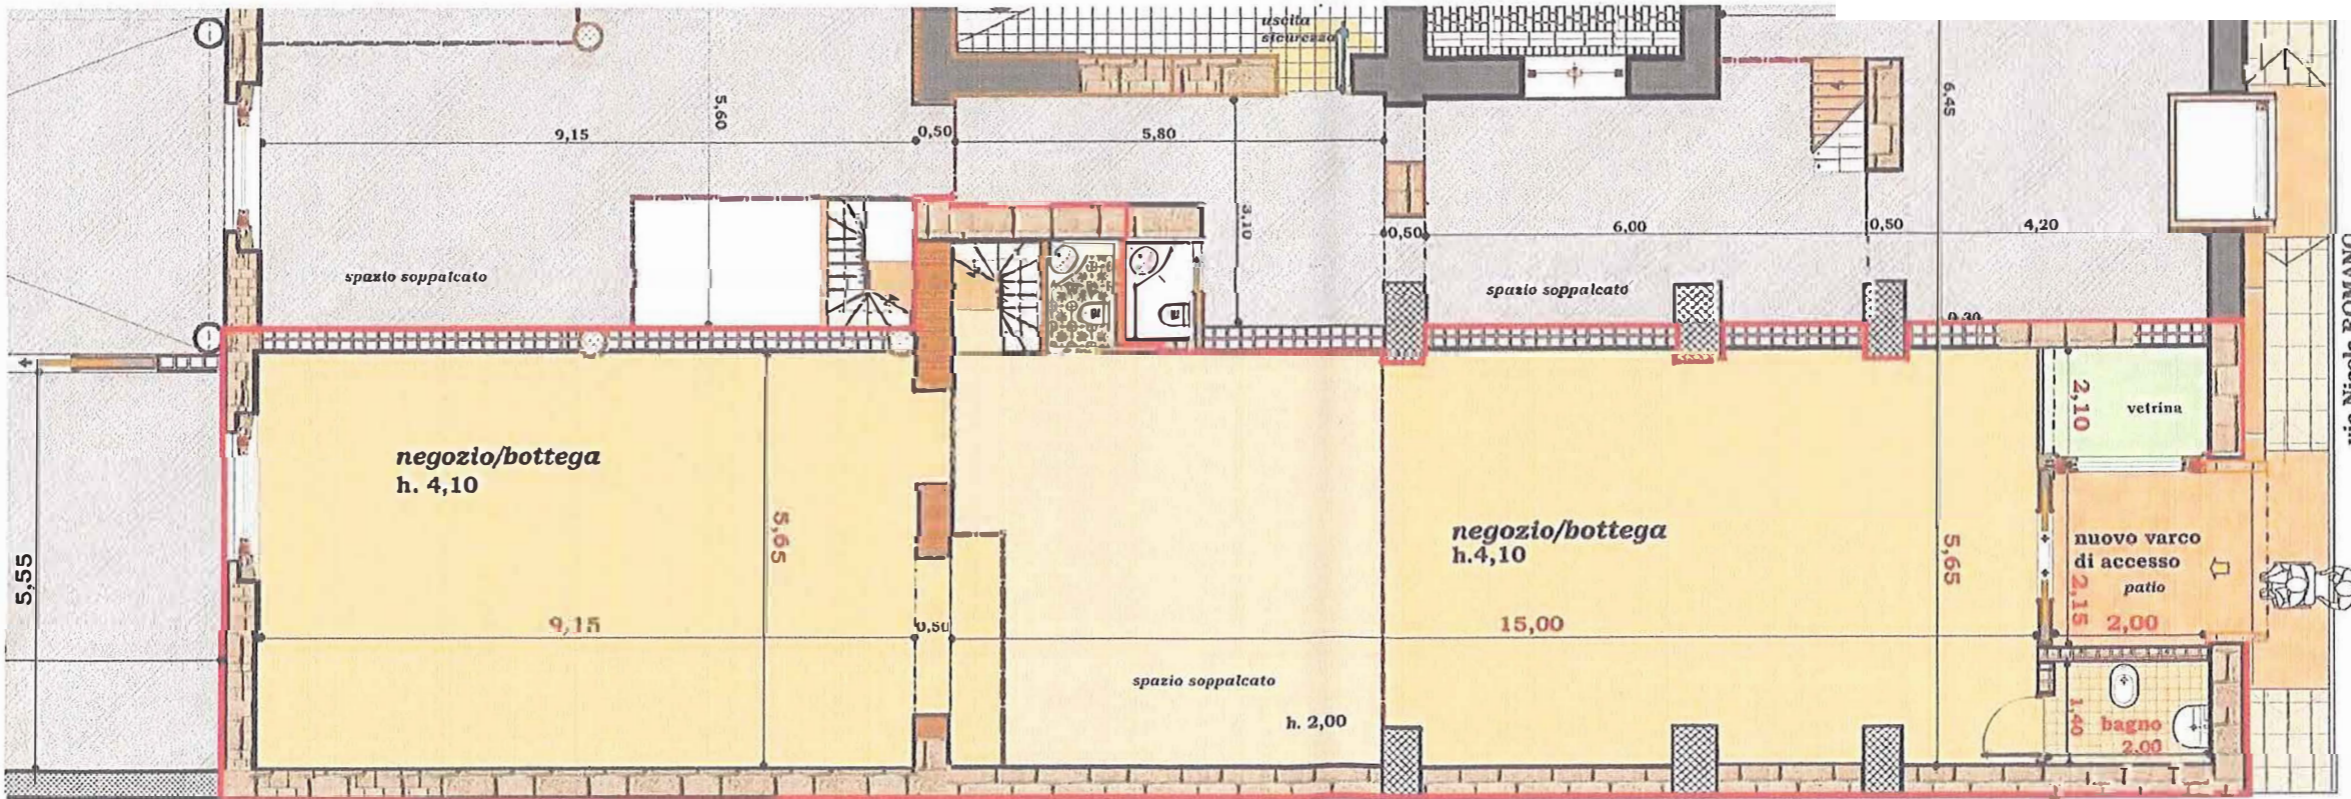 uscita
sicurezza
5,60
9,15
0,50
5,80
6,45
3,10
0,50
6,00
0,50
4,20
spazio soppalcato
spazio soppalcato
0,30
negozio/bottega
h. 4,10
5,65
9,15
0,50
5,55
negozio/bottega
h.4,10
15,00
5,65
spazio soppalcato
h. 2,00
2,10
vetrina
nuovo varco
di accesso
patio
2,15
2,00
1,40
bagno
2.00